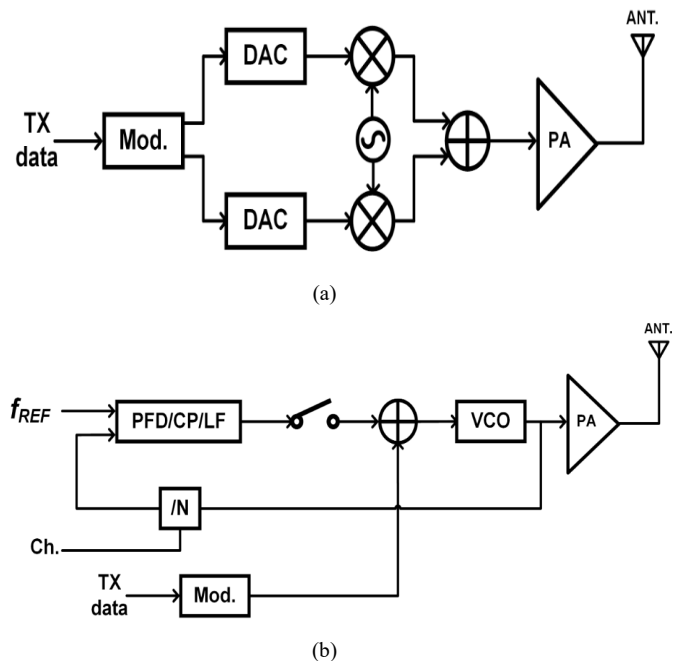 ANT.
DAC
TX
data
Mod.
PA
DAC
(a)
ANT.
fREF
PFD/CP/LF
VCO
PA
/N
Ch.
TX
data
Mod.
(b)